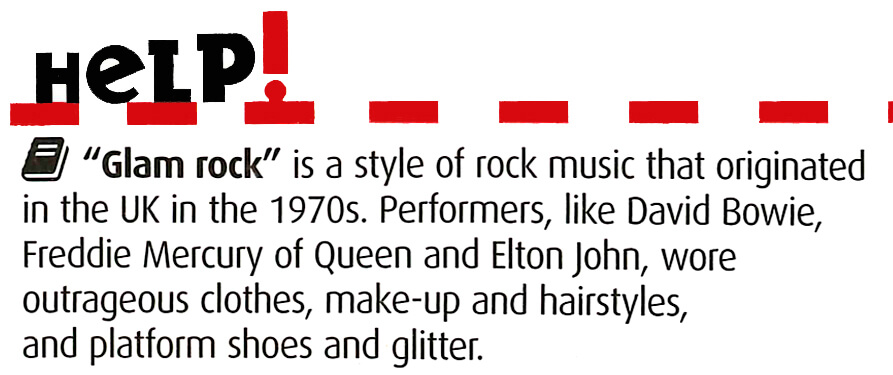 HeLP!
“Glam rock” is a style of rock music that originated
in the UK in the 1970s. Performers, like David Bowie,
Freddie Mercury of Queen and Elton John, wore
outrageous clothes, make-up and hairstyles,
and platform shoes and glitter.